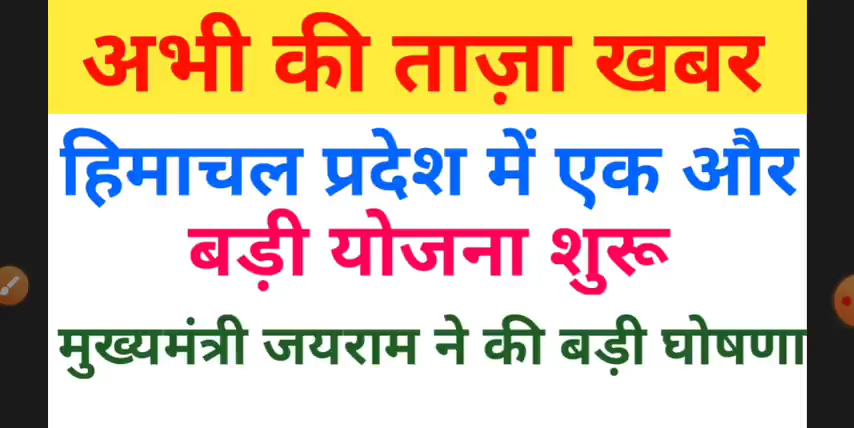 अभी की ताज़ा खबर
हिमाचल प्रदेश में एक और
बड़ी योजना शुरू
मुख्यमंत्री जयराम ने की बड़ी घोषणा